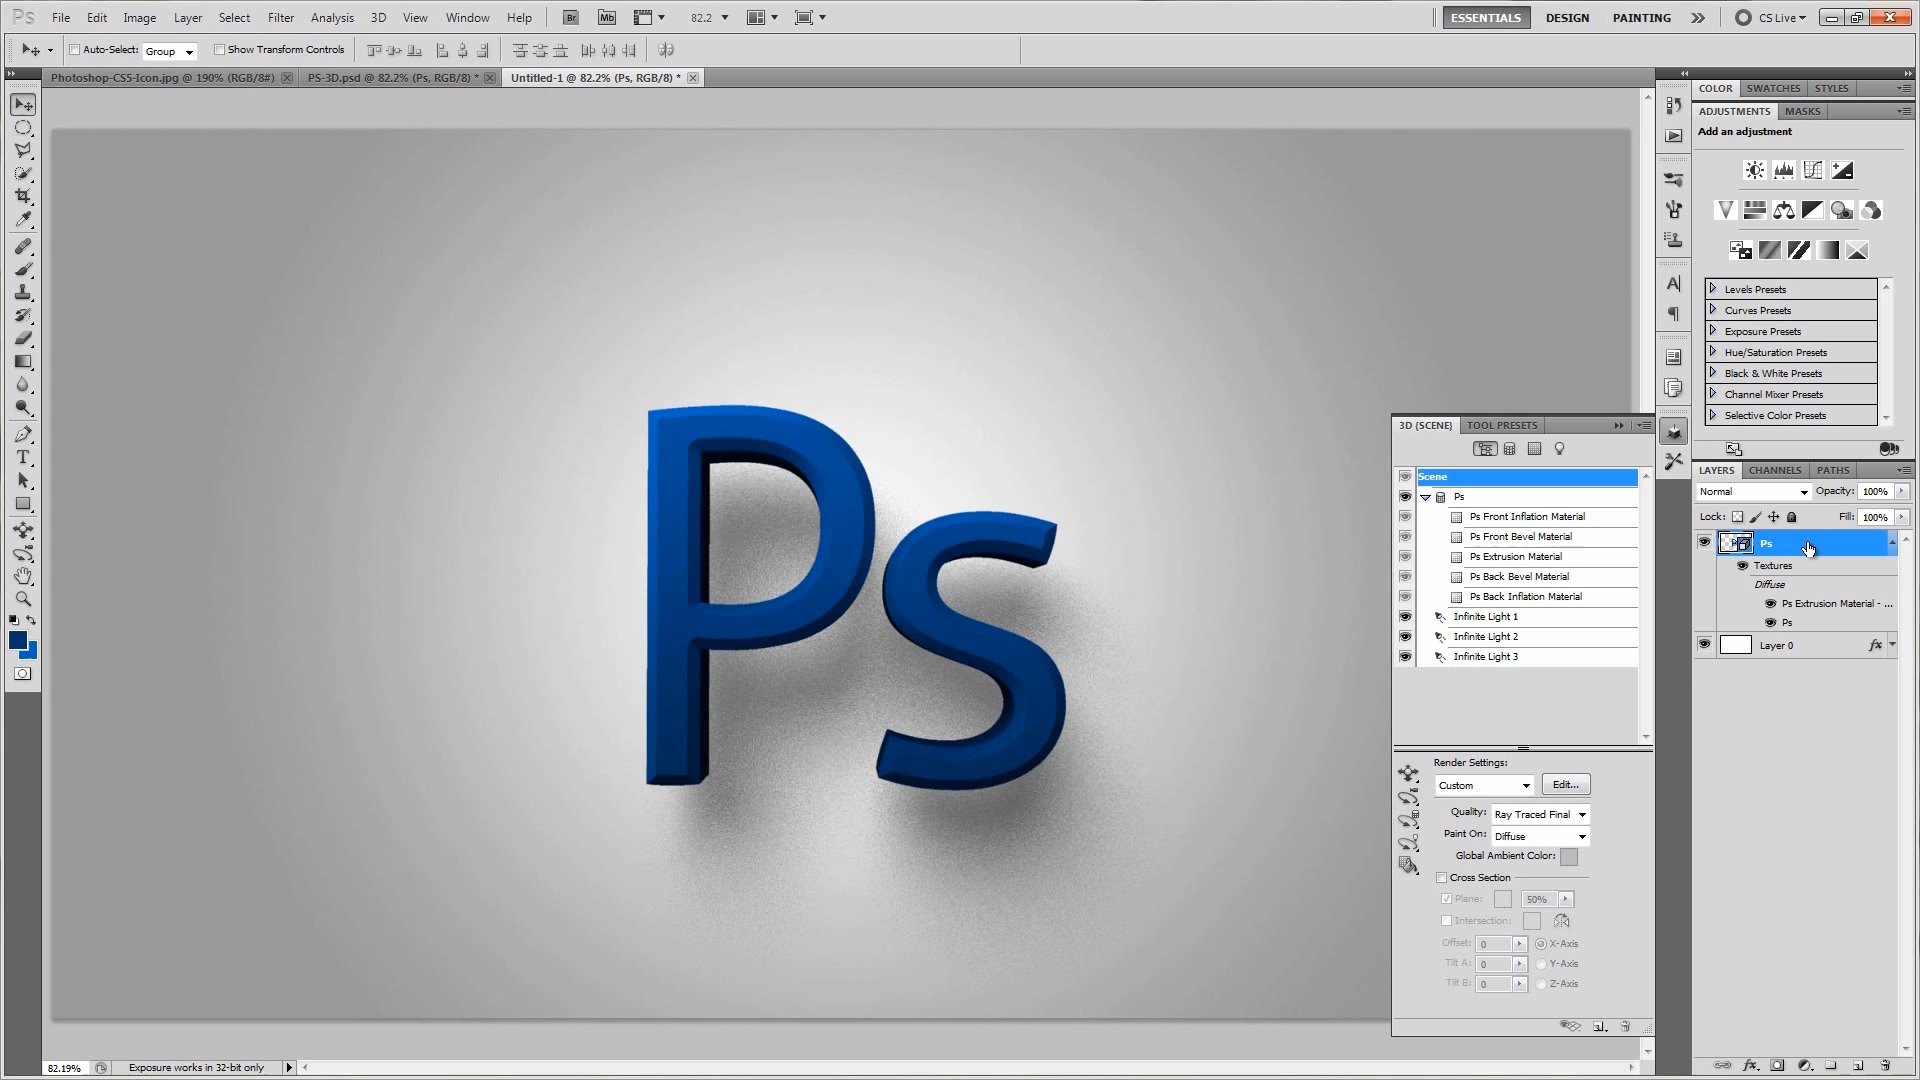 Ps File Edit Image Layer Select Filter Analysis 3D View Window Help Br Mb 82.2 ESSENTIALS DESIGN PAINTING CS Live
Auto-Select: Group Show Transform Controls
Photoshop-CS5-Icon.jpg @ 190% (RGB/8#) PS-3D.psd @ 82.2% (Ps, RGB/8) * Untitled-1 @ 82.2% (Ps, RGB/8) *
COLOR SWATCHES STYLES
ADJUSTMENTS MASKS
Add an adjustment
Levels Presets
Curves Presets
Exposure Presets
Hue/Saturation Presets
Black & White Presets
Channel Mixer Presets
Selective Color Presets
Ps
3D {SCENE} TOOL PRESETS
Scene
Ps
Ps Front Inflation Material
Ps Front Bevel Material
Ps Extrusion Material
Ps Back Bevel Material
Ps Back Inflation Material
Infinite Light 1
Infinite Light 2
Infinite Light 3
Render Settings:
Custom Edit...
Quality: Ray Traced Final
Paint On: Diffuse
Global Ambient Color:
Cross Section
Plane: 50%
Intersection:
Offset: 0 X-Axis
Tilt A: 0 Y-Axis
Tilt B: 0 Z-Axis
LAYERS CHANNELS PATHS
Normal Opacity: 100%
Lock: Fill: 100%
Ps
Textures
Diffuse
Ps Extrusion Material - ...
Ps
Layer 0 fx
82.19% Exposure works in 32-bit only